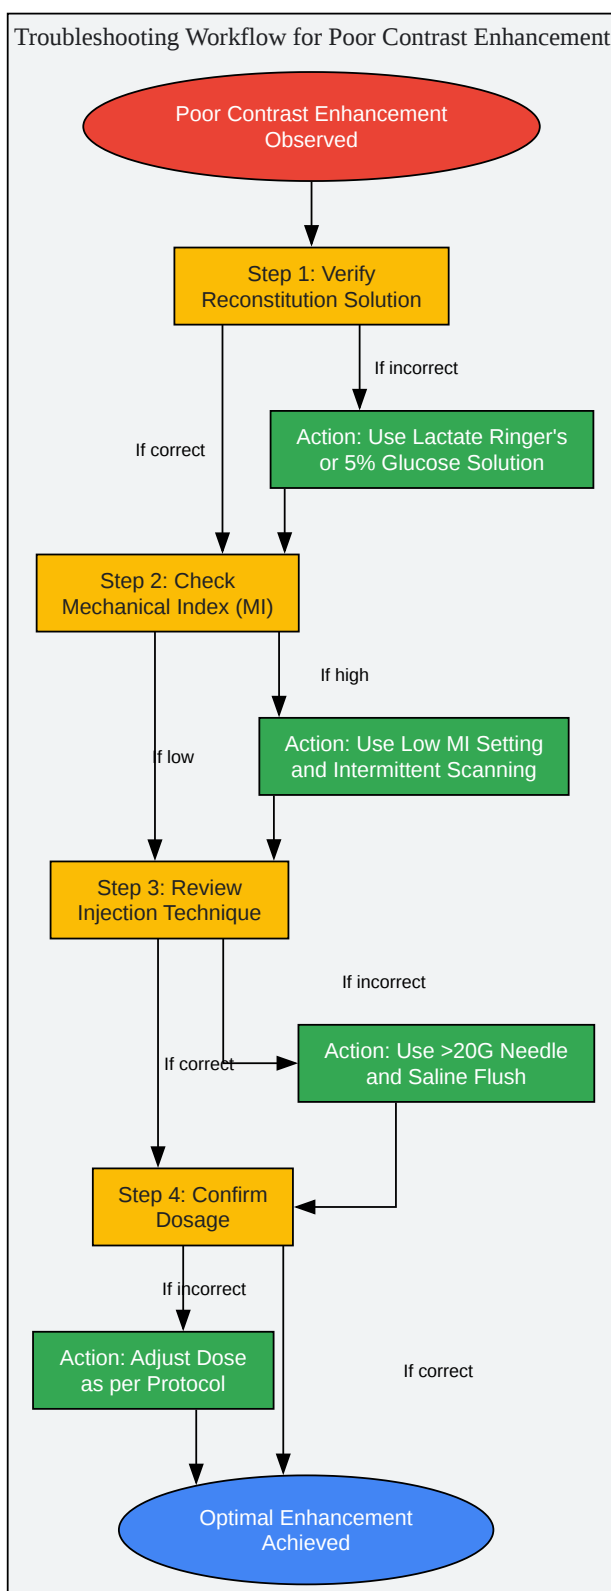 Troubleshooting Workflow for Poor Contrast Enhancement
Poor Contrast Enhancement
Observed
Step 1: Verify
Reconstitution Solution
If incorrect
Action: Use Lactate Ringer's
or 5% Glucose Solution
If correct
Step 2: Check
Mechanical Index (MI)
If high
Action: Use Low MI Setting
and Intermittent Scanning
If low
Step 3: Review
Injection Technique
If incorrect
Action: Use >20G Needle
and Saline Flush
If correct
Step 4: Confirm
Dosage
If incorrect
Action: Adjust Dose
as per Protocol
If correct
Optimal Enhancement
Achieved